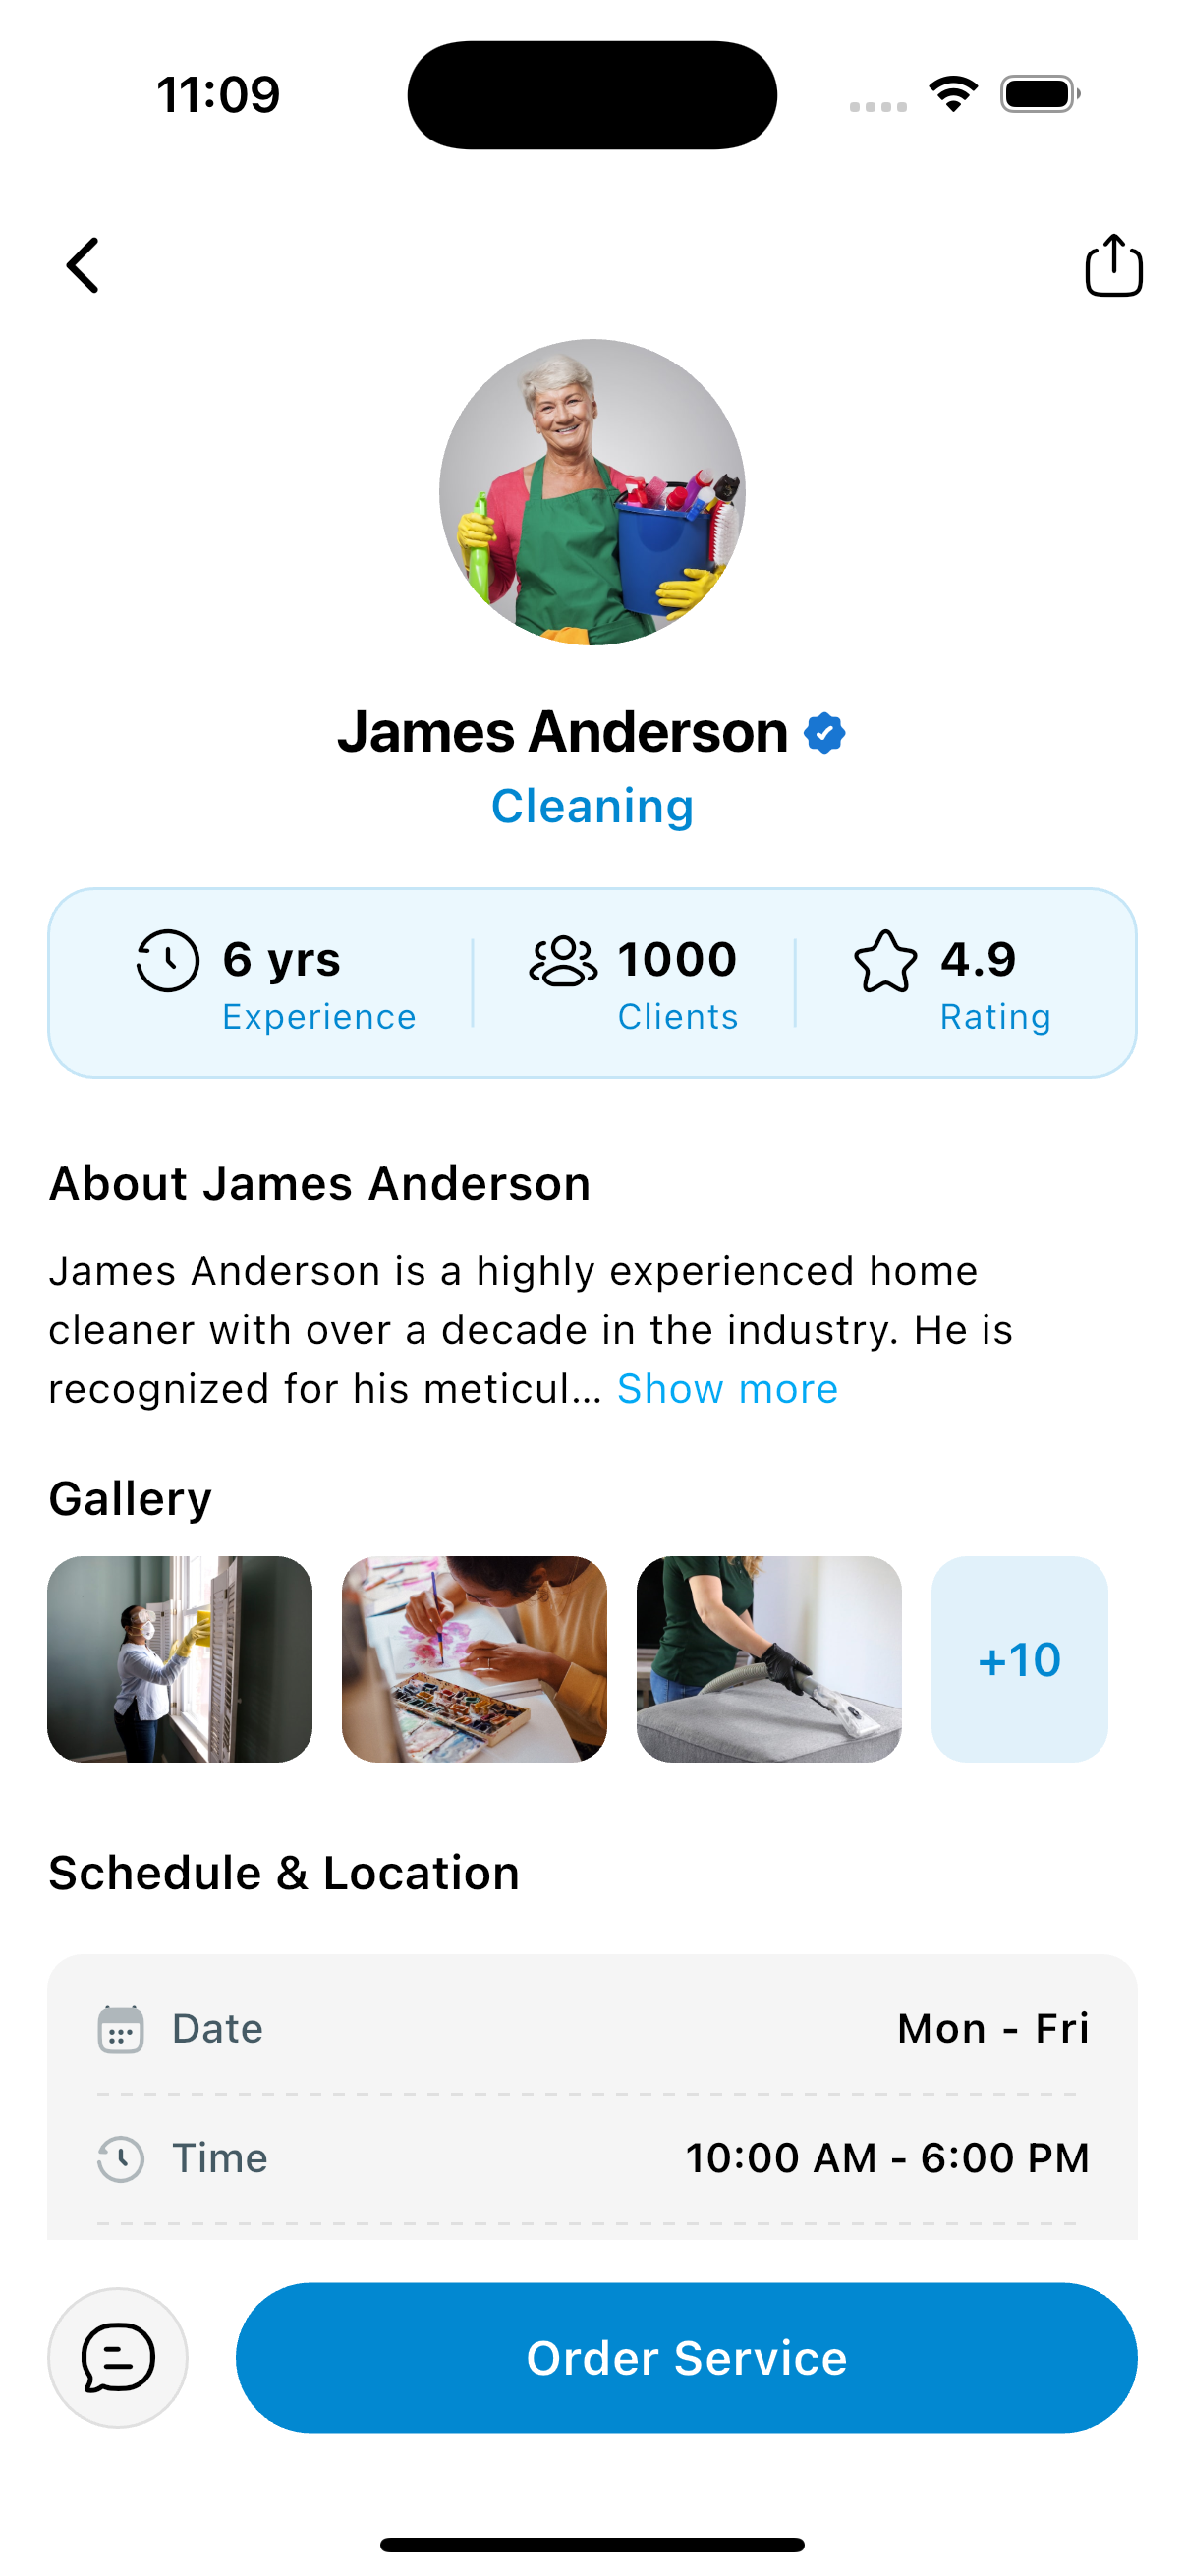 11:09
James Anderson
Cleaning
6 yrs
Experience
1000
Clients
4.9
Rating
About James Anderson
James Anderson is a highly experienced home
cleaner with over a decade in the industry. He is
recognized for his meticul... Show more
Gallery
+10
Schedule & Location
Date
Mon - Fri
Time
10:00 AM - 6:00 PM
Order Service